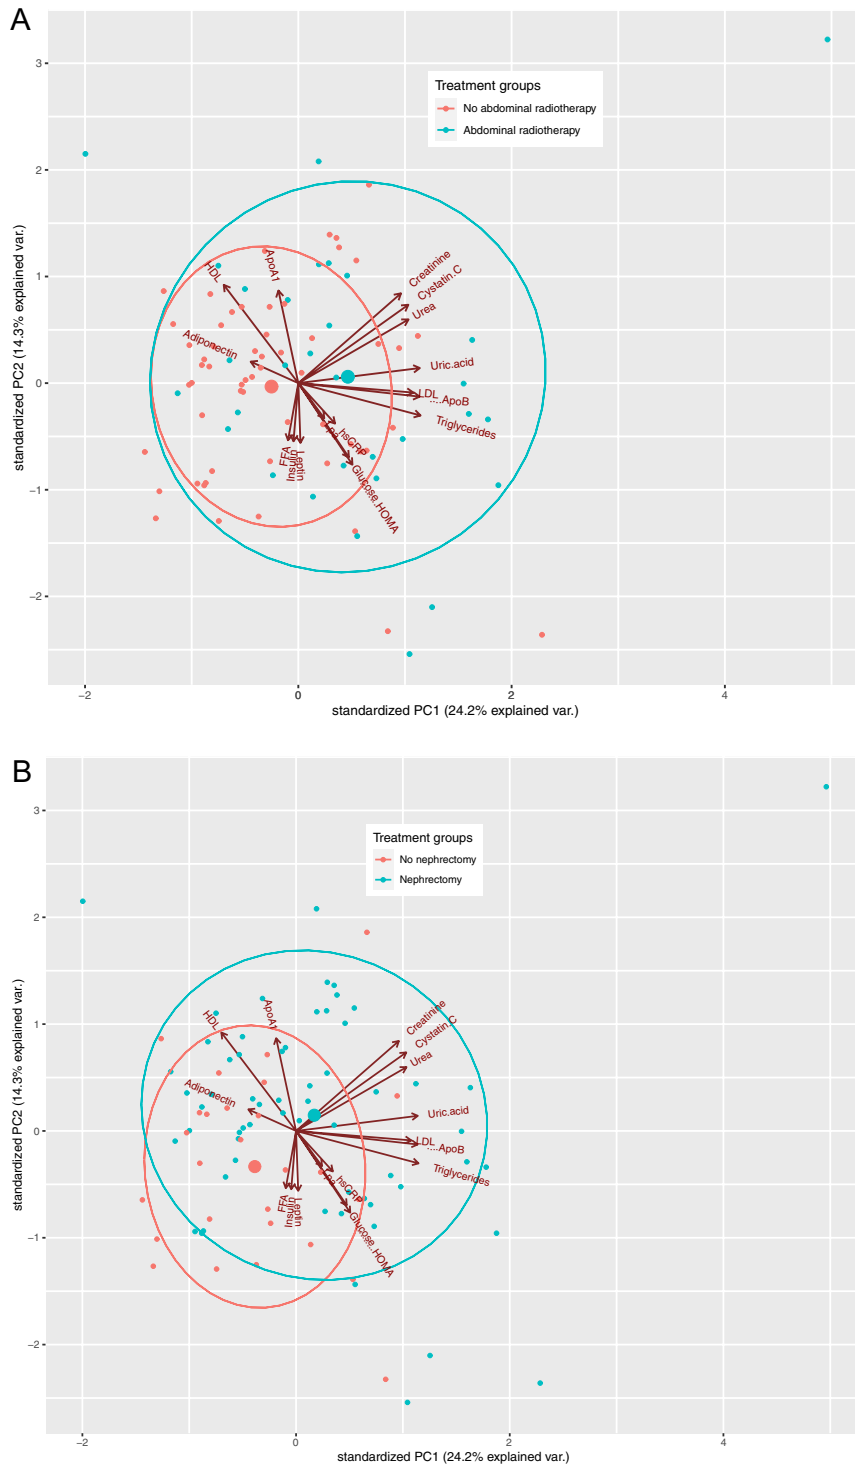 A
Treatment groups
No abdominal radiotherapy
Abdominal radiotherapy
3
2
1
0
−1
−2
standardized PC2 (14.3% explained var.)
HDL
ApoA1
Creatinine
Cystatin.C
Urea
Adiponectin
Uric.acid
LDL
ApoB
Triglycerides
hsCRP
FFA
Insulin
Leptin
Glucose
HOMA
−2
0
2
4
standardized PC1 (24.2% explained var.)
B
Treatment groups
No nephrectomy
Nephrectomy
3
2
1
0
−1
−2
standardized PC2 (14.3% explained var.)
HDL
ApoA1
Creatinine
Cystatin.C
Urea
Adiponectin
Uric.acid
LDL
ApoB
Triglycerides
hsCRP
FFA
Insulin
Leptin
Glucose
HOMA
−2
0
2
4
standardized PC1 (24.2% explained var.)